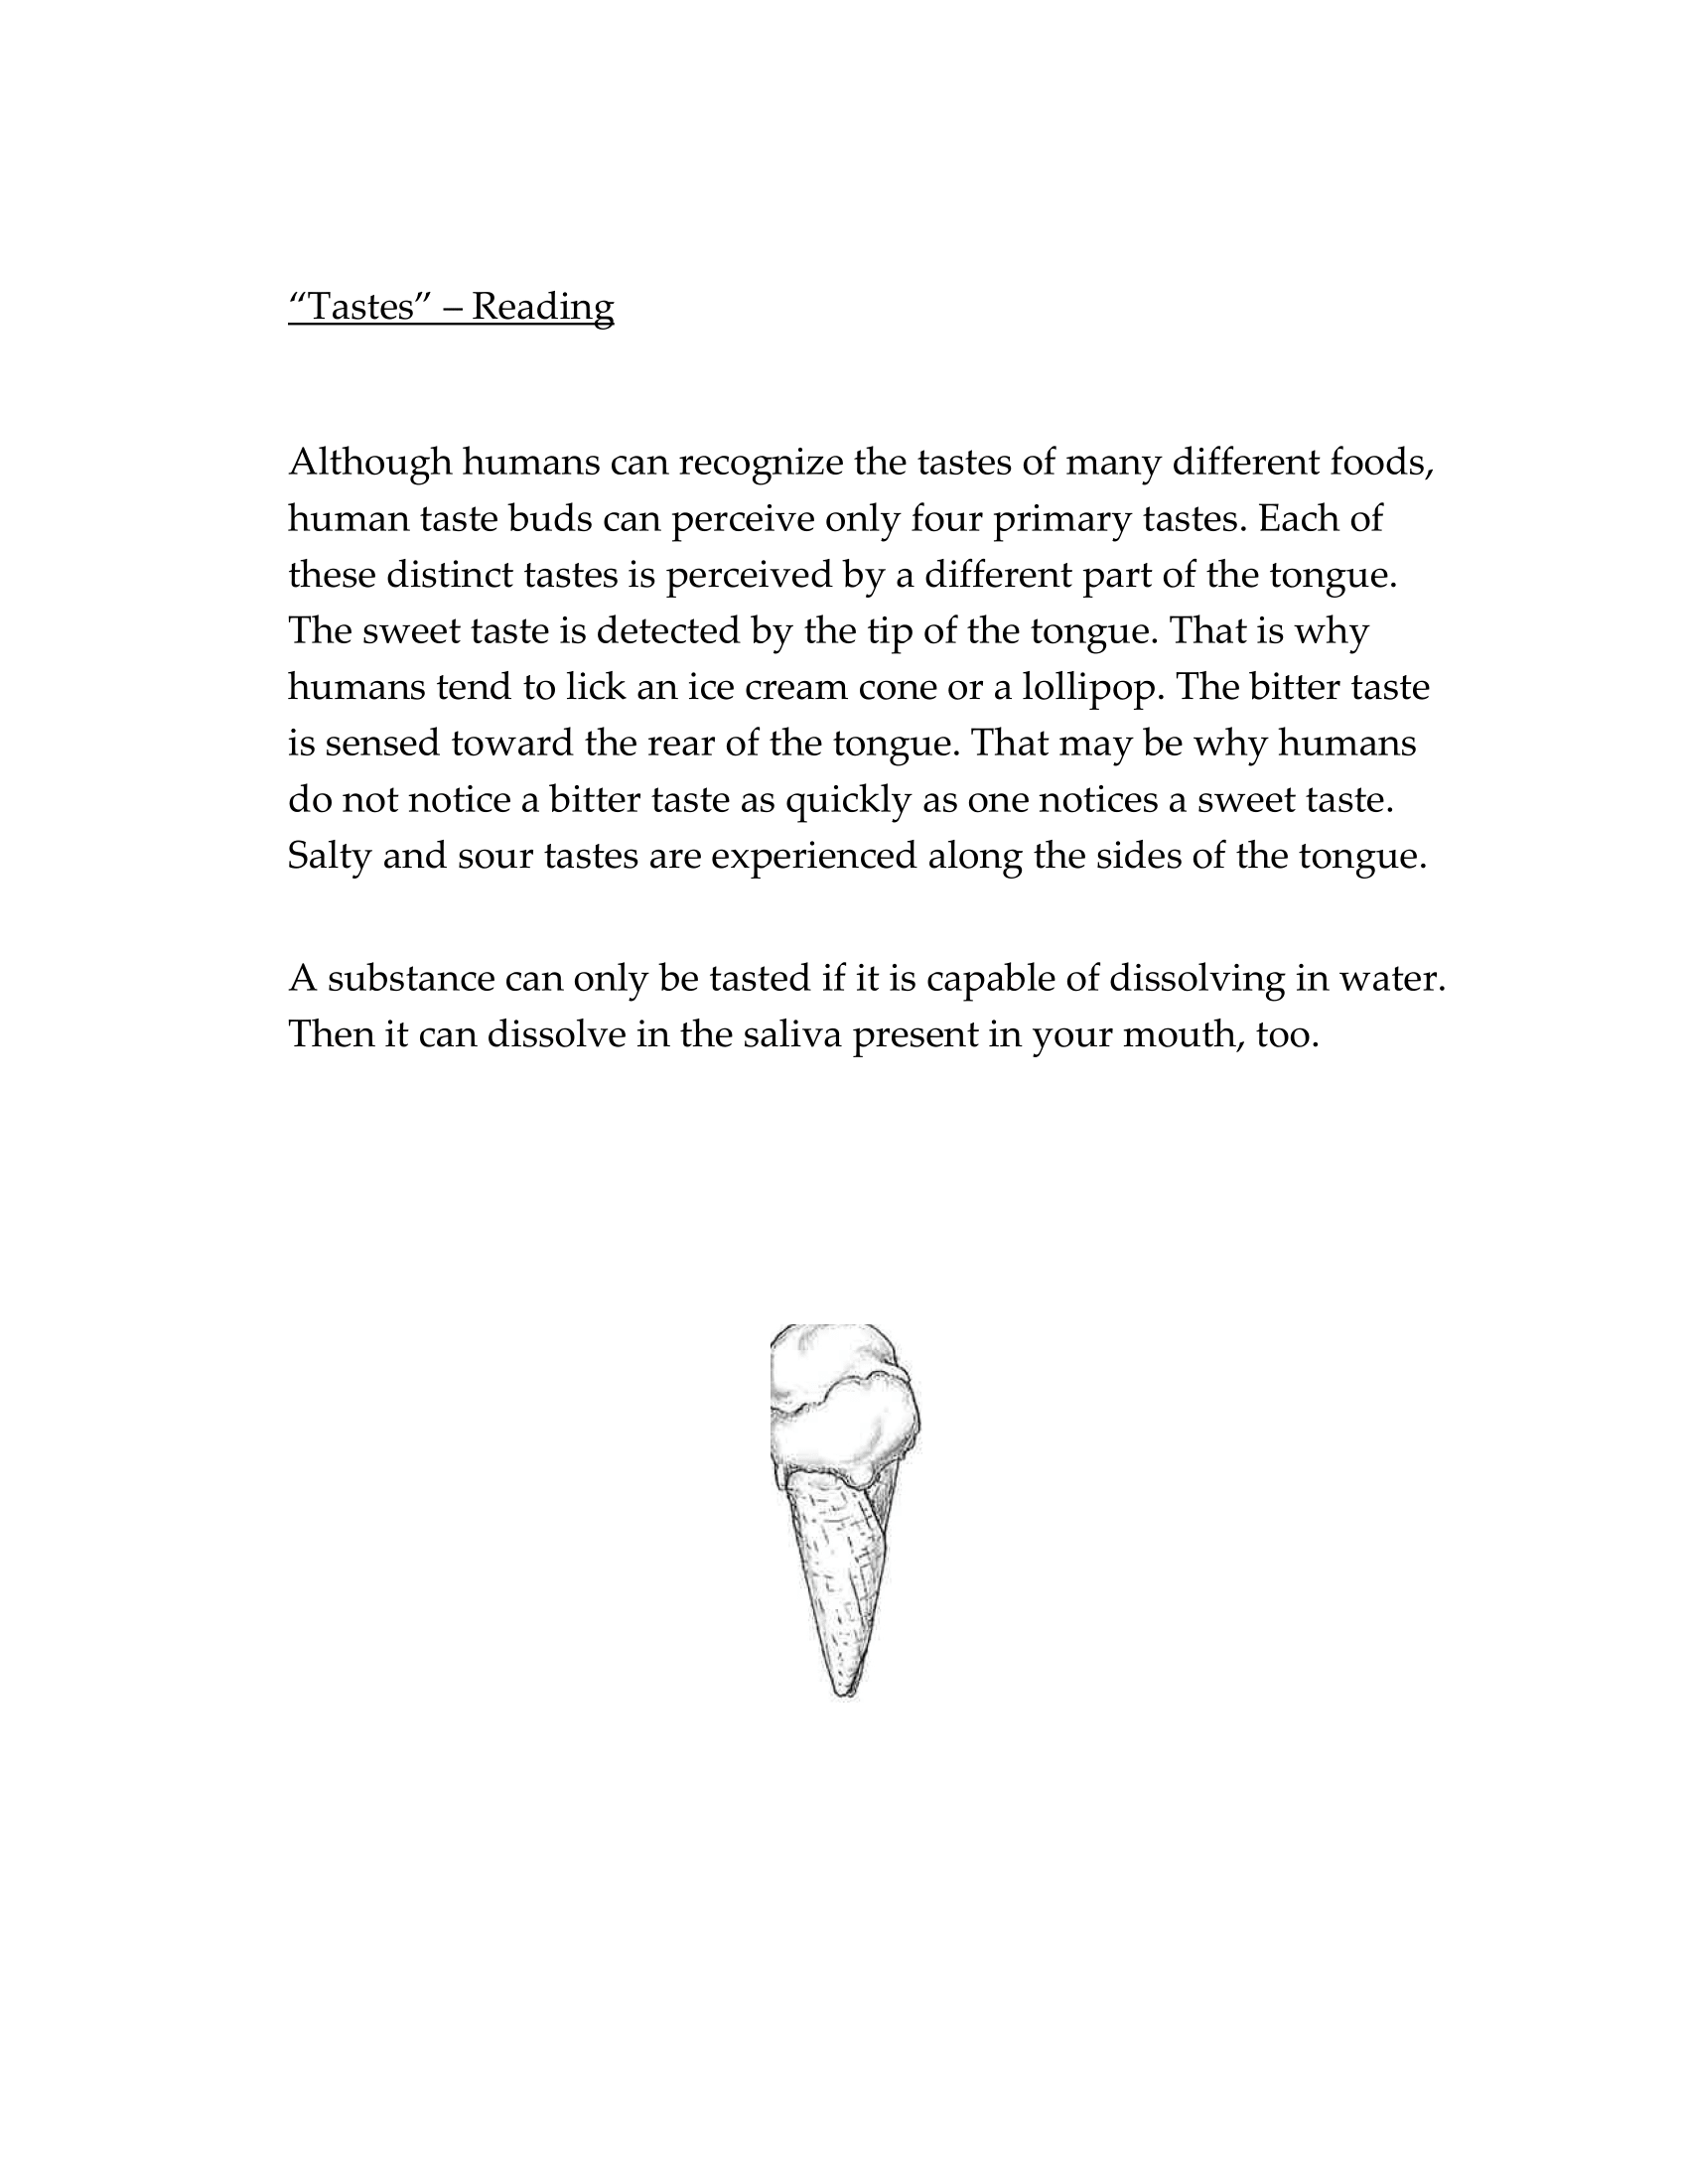 “Tastes” – Reading
Although humans can recognize the tastes of many different foods,
human taste buds can perceive only four primary tastes. Each of
these distinct tastes is perceived by a different part of the tongue.
The sweet taste is detected by the tip of the tongue. That is why
humans tend to lick an ice cream cone or a lollipop. The bitter taste
is sensed toward the rear of the tongue. That may be why humans
do not notice a bitter taste as quickly as one notices a sweet taste.
Salty and sour tastes are experienced along the sides of the tongue.
A substance can only be tasted if it is capable of dissolving in water.
Then it can dissolve in the saliva present in your mouth, too.